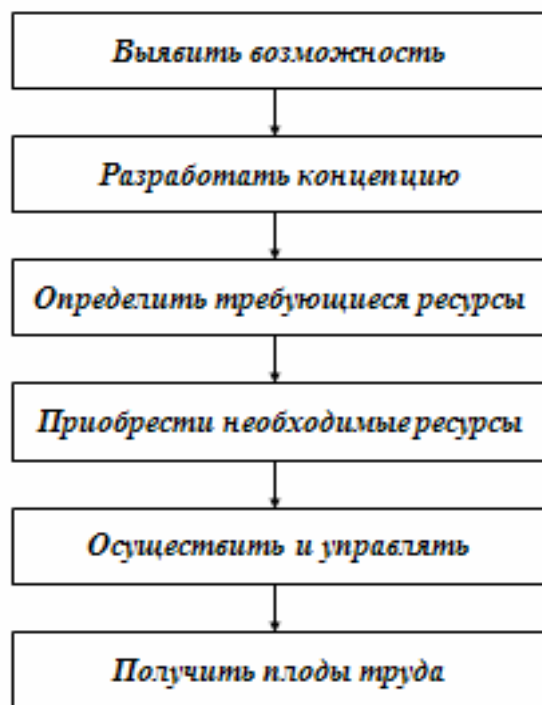 Выявить возможность
Разработать концепцию
Определить требующиеся ресурсы
Приобрести необходимые ресурсы
Осуществить и управлять
Получить плоды труда